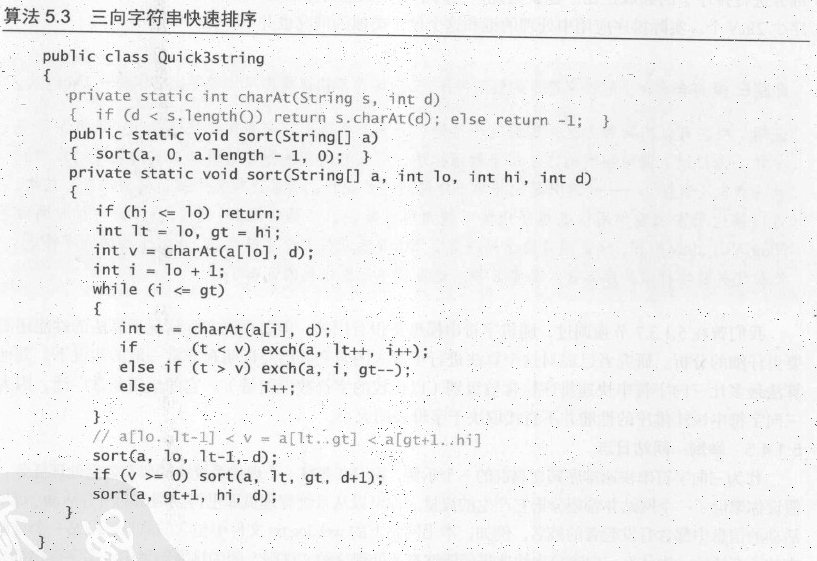 算法 5.3 三向字符串快速排序
public class Quick3string
{
private static int charAt(String s, int d)
{ if (d < s.length()) return s.charAt(d); else return -1; }
public static void sort(String[] a)
{ sort(a, 0, a.length - 1, 0); }
private static void sort(String[] a, int lo, int hi, int d)
{
if (hi <= lo) return;
int lt = lo, gt = hi;
int v = charAt(a[lo], d);
int i = lo + 1;
while (i <= gt)
{
int t = charAt(a[i], d);
if (t < v) exch(a, lt++, i++);
else if (t > v) exch(a, i, gt--);
else i++;
}
// a[lo..lt-1] < v = a[lt..gt] < a[gt+1..hi]
sort(a, lo, lt-1, d);
if (v >= 0) sort(a, lt, gt, d+1);
sort(a, gt+1, hi, d);
}
}